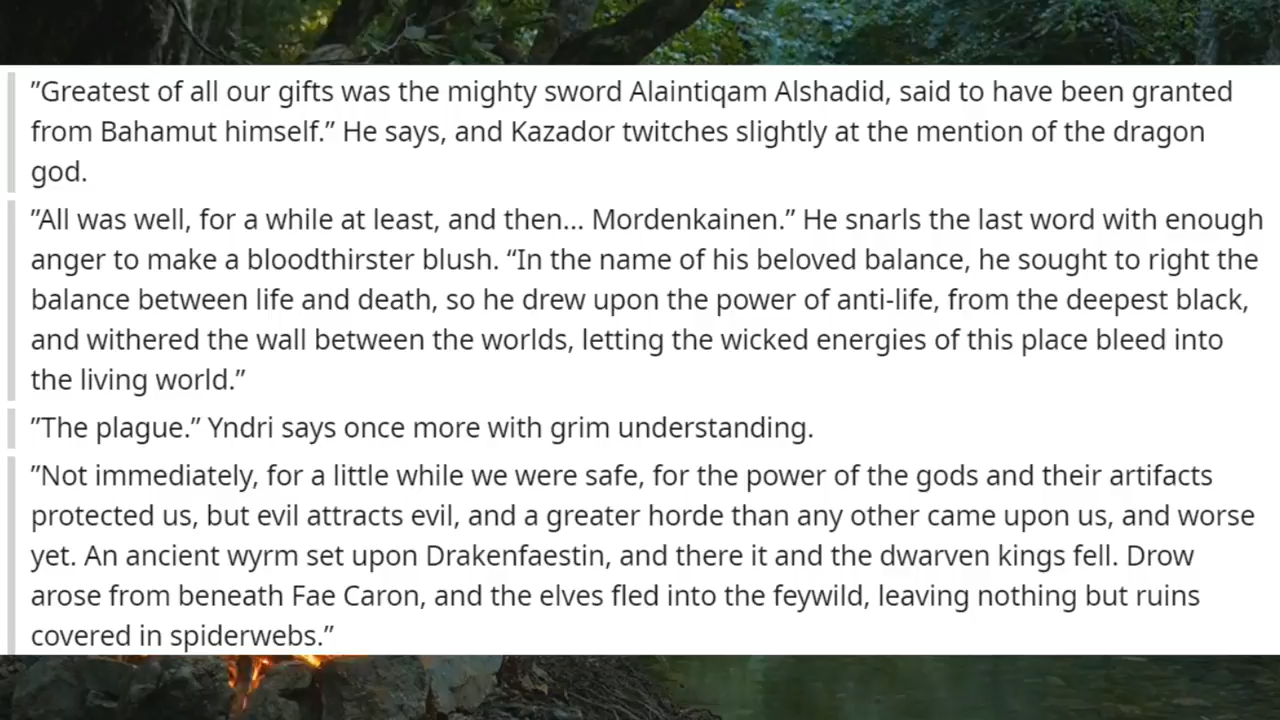 ”Greatest of all our gifts was the mighty sword Alaintiqam Alshadid, said to have been granted
from Bahamut himself.” He says, and Kazador twitches slightly at the mention of the dragon
god.
”All was well, for a while at least, and then... Mordenkainen.” He snarls the last word with enough
anger to make a bloodthirster blush. “In the name of his beloved balance, he sought to right the
balance between life and death, so he drew upon the power of anti-life, from the deepest black,
and withered the wall between the worlds, letting the wicked energies of this place bleed into
the living world.”
”The plague.” Yndri says once more with grim understanding.
”Not immediately, for a little while we were safe, for the power of the gods and their artifacts
protected us, but evil attracts evil, and a greater horde than any other came upon us, and worse
yet. An ancient wyrm set upon Drakenfaestin, and there it and the dwarven kings fell. Drow
arose from beneath Fae Caron, and the elves fled into the feywild, leaving nothing but ruins
covered in spiderwebs.”